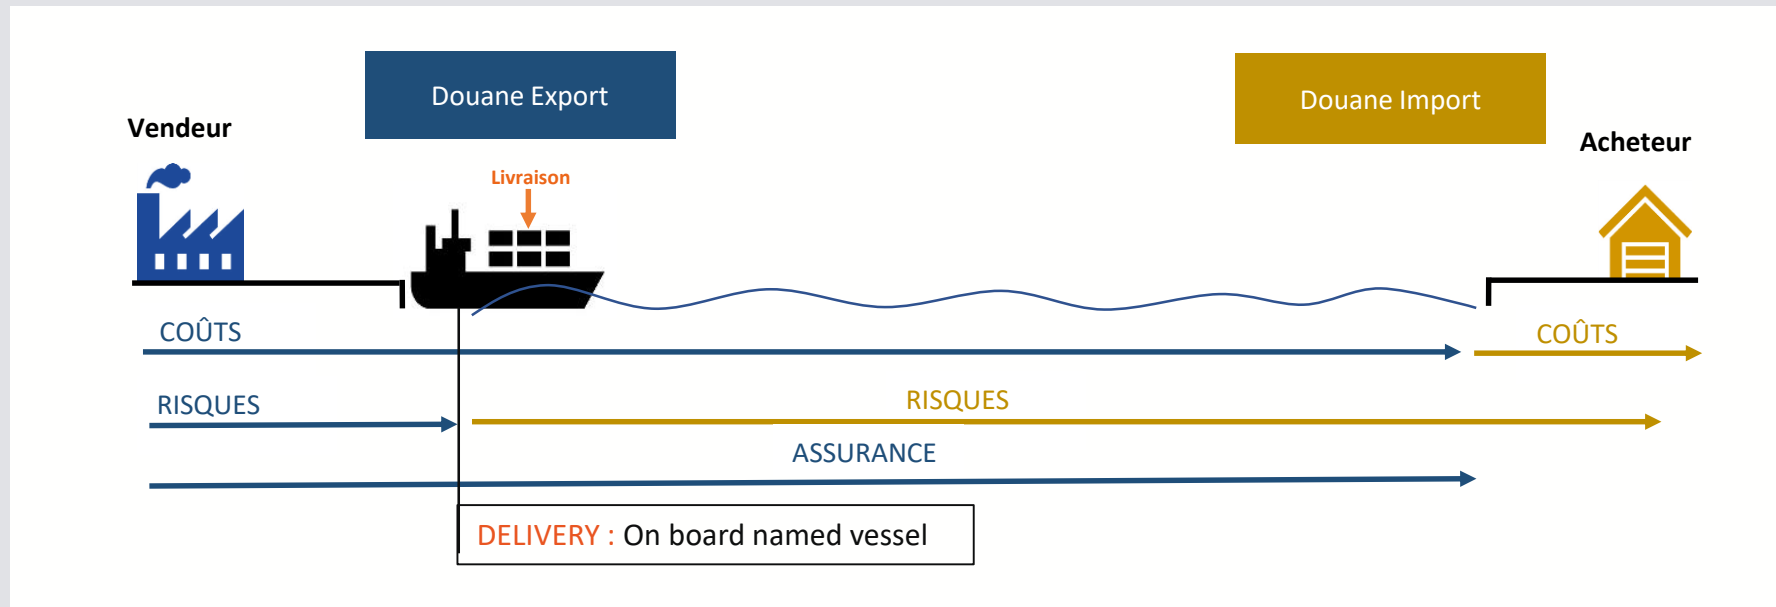 Douane Export
Douane Import
Vendeur
Acheteur
Livraison
COÛTS
COÛTS
RISQUES
RISQUES
ASSURANCE
DELIVERY : On board named vessel